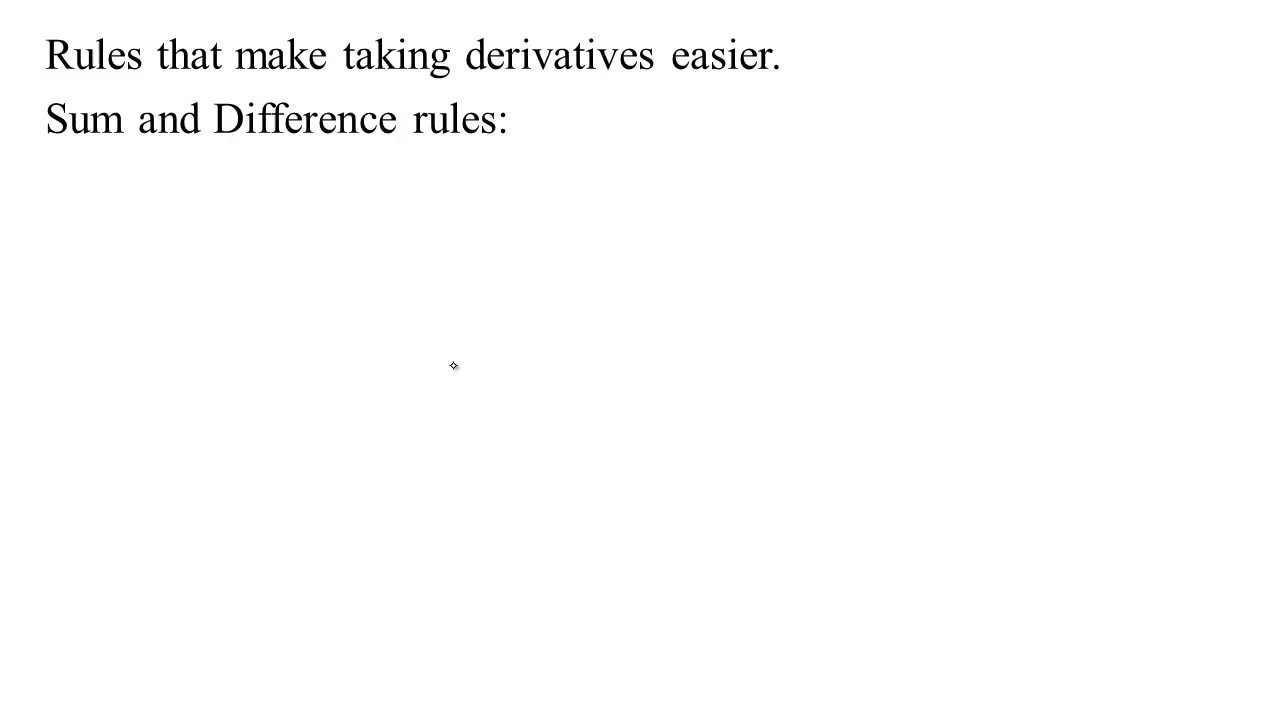 Rules that make taking derivatives easier.
Sum and Difference rules: